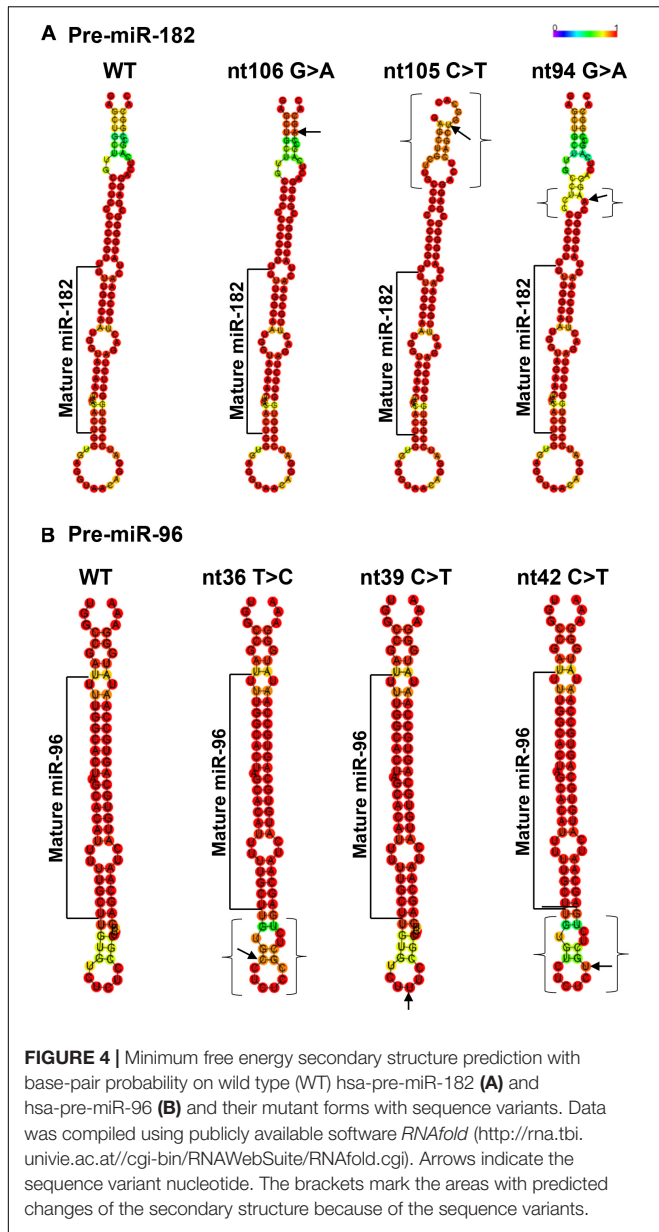 A Pre-miR-182
0 1
WT
nt106 G>A
nt105 C>T
nt94 G>A
Mature miR-182
Mature miR-182
Mature miR-182
Mature miR-182
B Pre-miR-96
WT
nt36 T>C
nt39 C>T
nt42 C>T
Mature miR-96
Mature miR-96
Mature miR-96
Mature miR-96
FIGURE 4 | Minimum free energy secondary structure prediction with
base-pair probability on wild type (WT) hsa-pre-miR-182 (A) and
hsa-pre-miR-96 (B) and their mutant forms with sequence variants. Data
was compiled using publicly available software RNAfold (http://rna.tbi.
univie.ac.at//cgi-bin/RNAWebSuite/RNAfold.cgi). Arrows indicate the
sequence variant nucleotide. The brackets mark the areas with predicted
changes of the secondary structure because of the sequence variants.